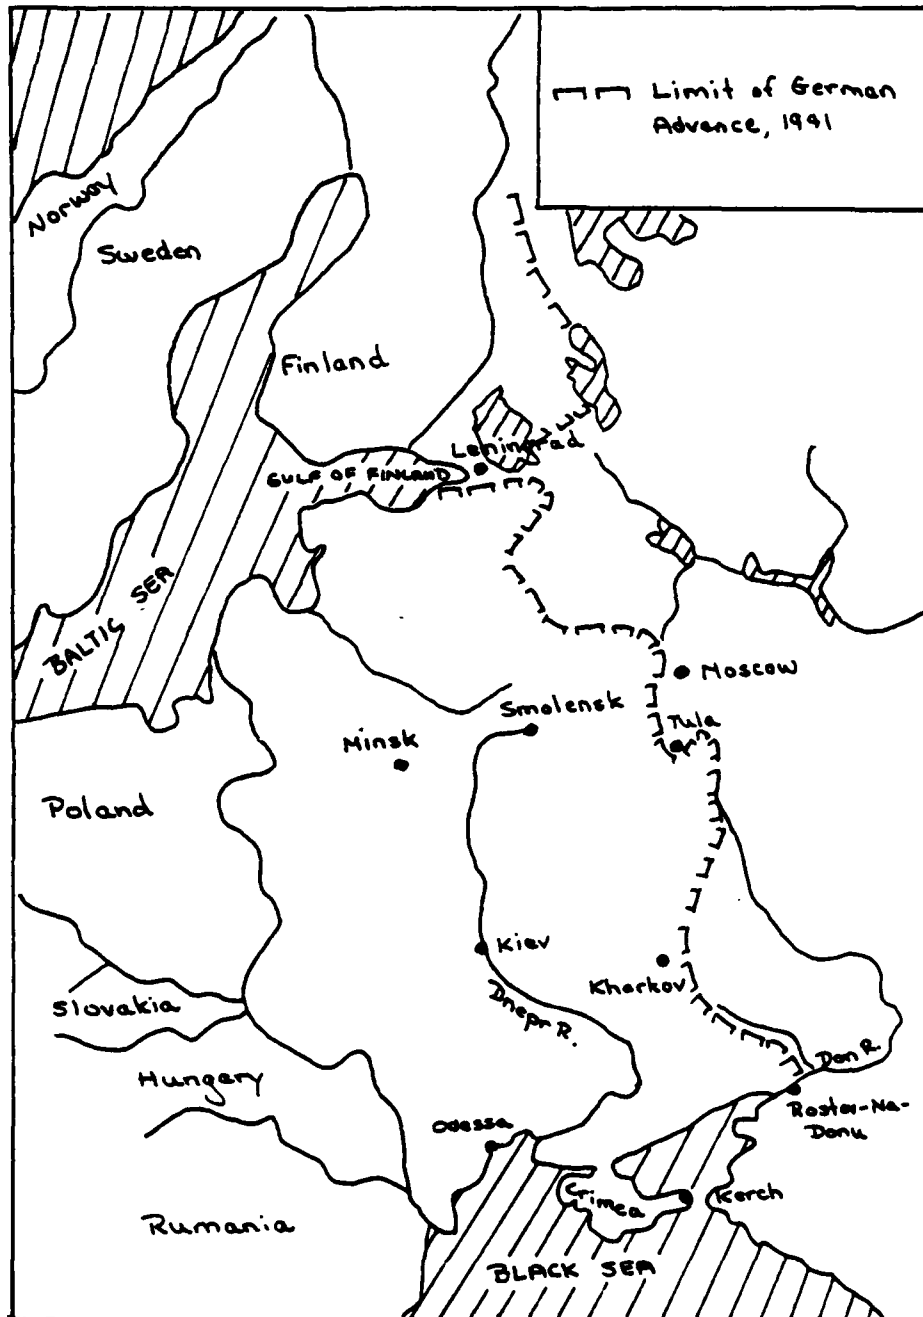 Limit of German
Advance, 1941
Norway
Sweden
Finland
Leningrad
GULF OF FINLAND
BALTIC SEA
Moscow
Smolensk
Tula
Minsk
Poland
Kiev
Kharkov
Slovakia
Dnepr R.
Don R.
Hungary
Rostov-Na-
Donu
Odessa
Crimea
Kerch
Rumania
BLACK SEA